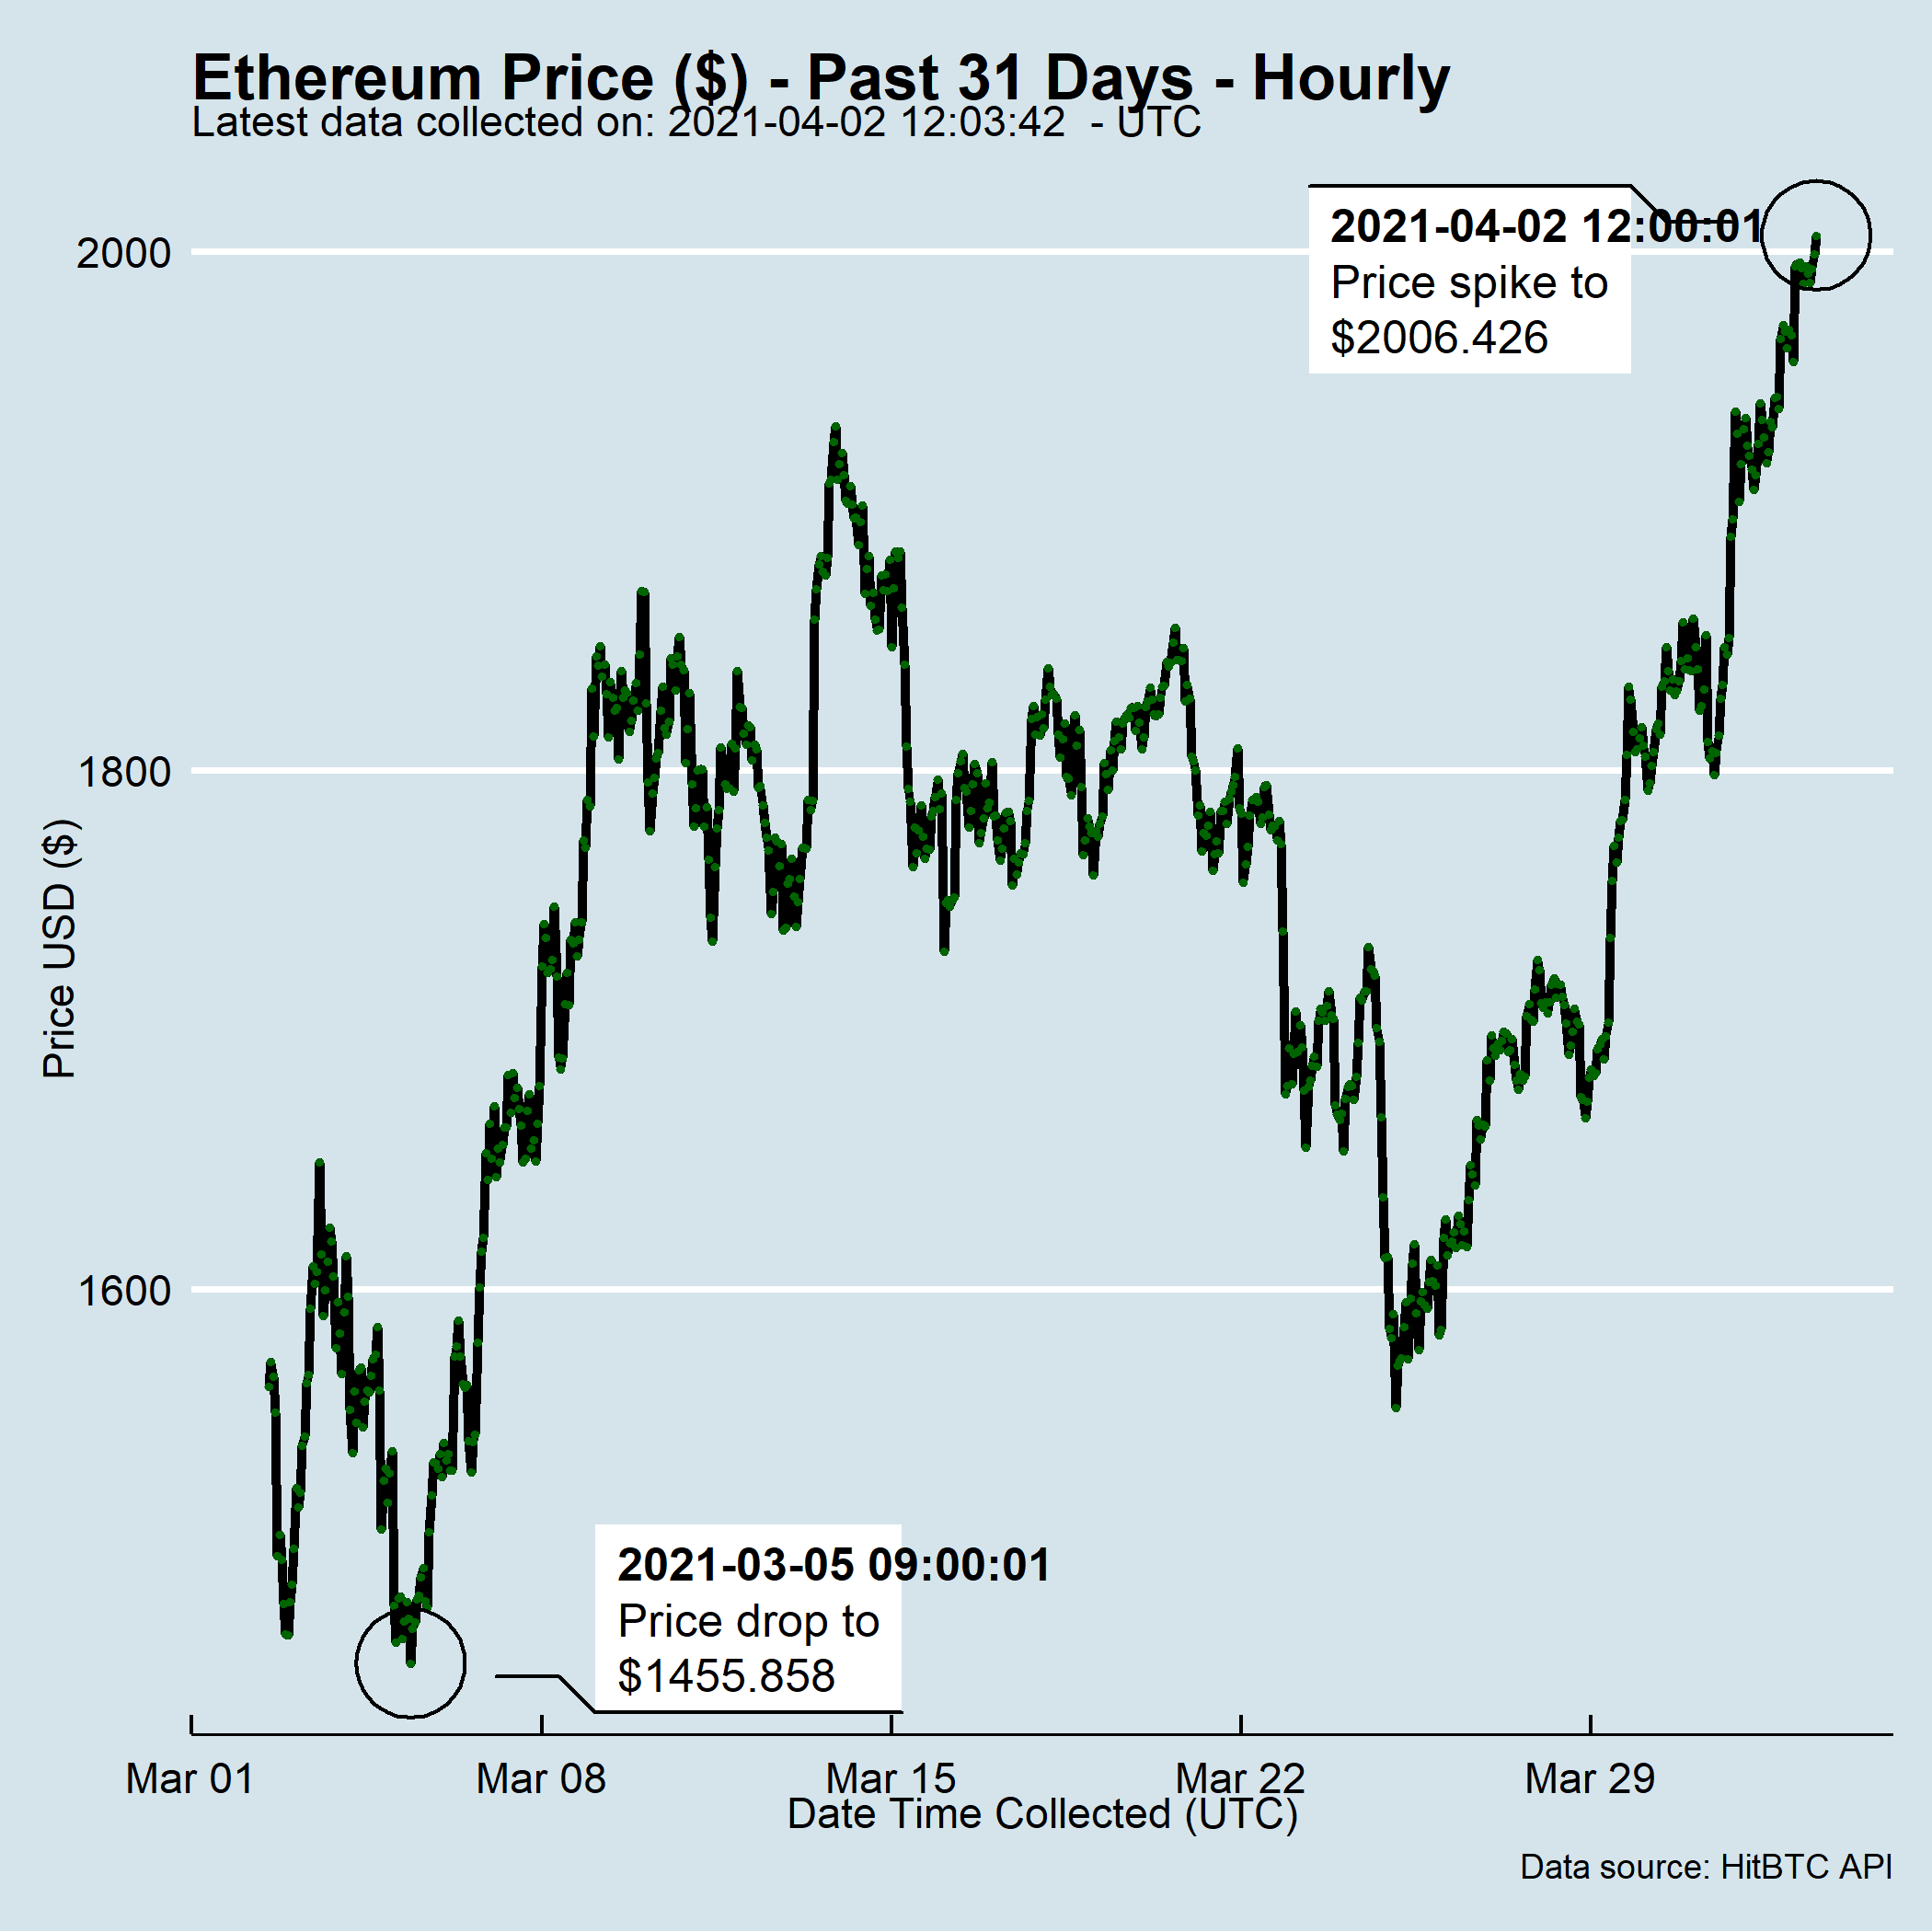 Ethereum Price ($) - Past 31 Days - Hourly
Latest data collected on: 2021-04-02 12:03:42  - UTC
2021-04-02 12:00:01
Price spike to
$2006.426
2000
1800
Price USD ($)
1600
2021-03-05 09:00:01
Price drop to
$1455.858
Mar 01 Mar 08 Mar 15 Mar 22 Mar 29
Date Time Collected (UTC)
Data source: HitBTC API